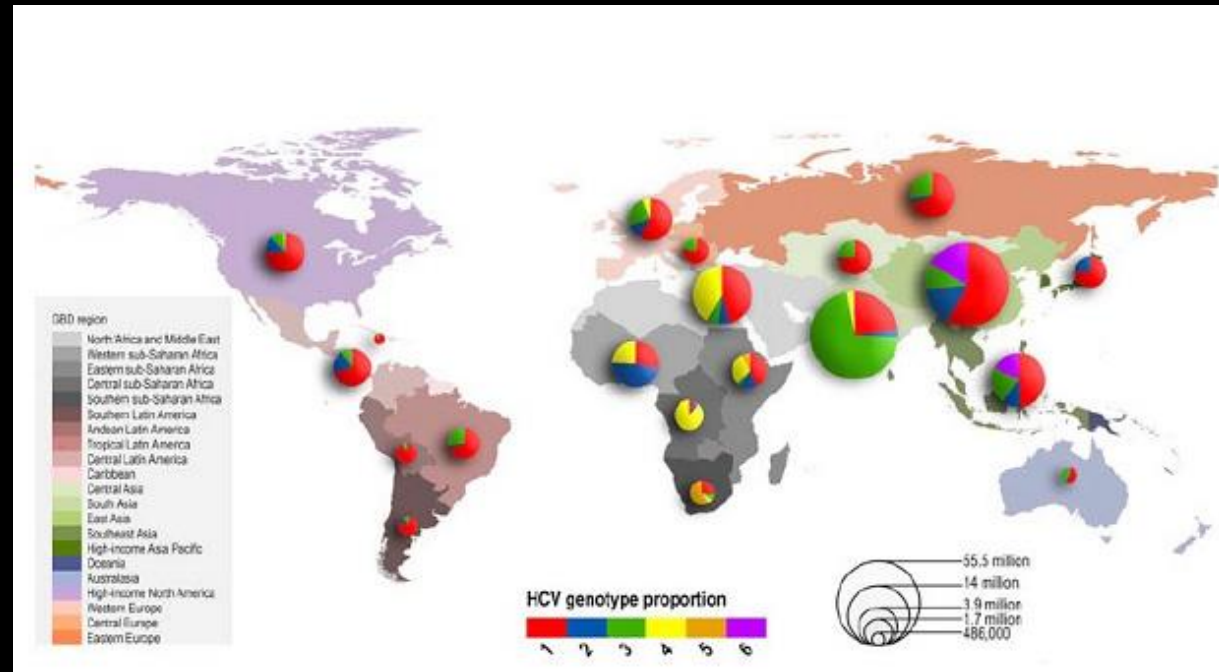 GBD region
North Africa and Middle East
Western sub-Saharan Africa
Eastern sub-Saharan Africa
Central sub-Saharan Africa
Southern sub-Saharan Africa
Southern Latin America
Andean Latin America
Tropical Latin America
Central Latin America
Caribbean
Central Asia
South Asia
East Asia
Southeast Asia
High-income Asia Pacific
Oceania
Australasia
High-income North America
Western Europe
Central Europe
Eastern Europe
HCV genotype proportion
1 2 3 4 5 6
55.5 million
14 million
3.9 million
1.7 million
486,000